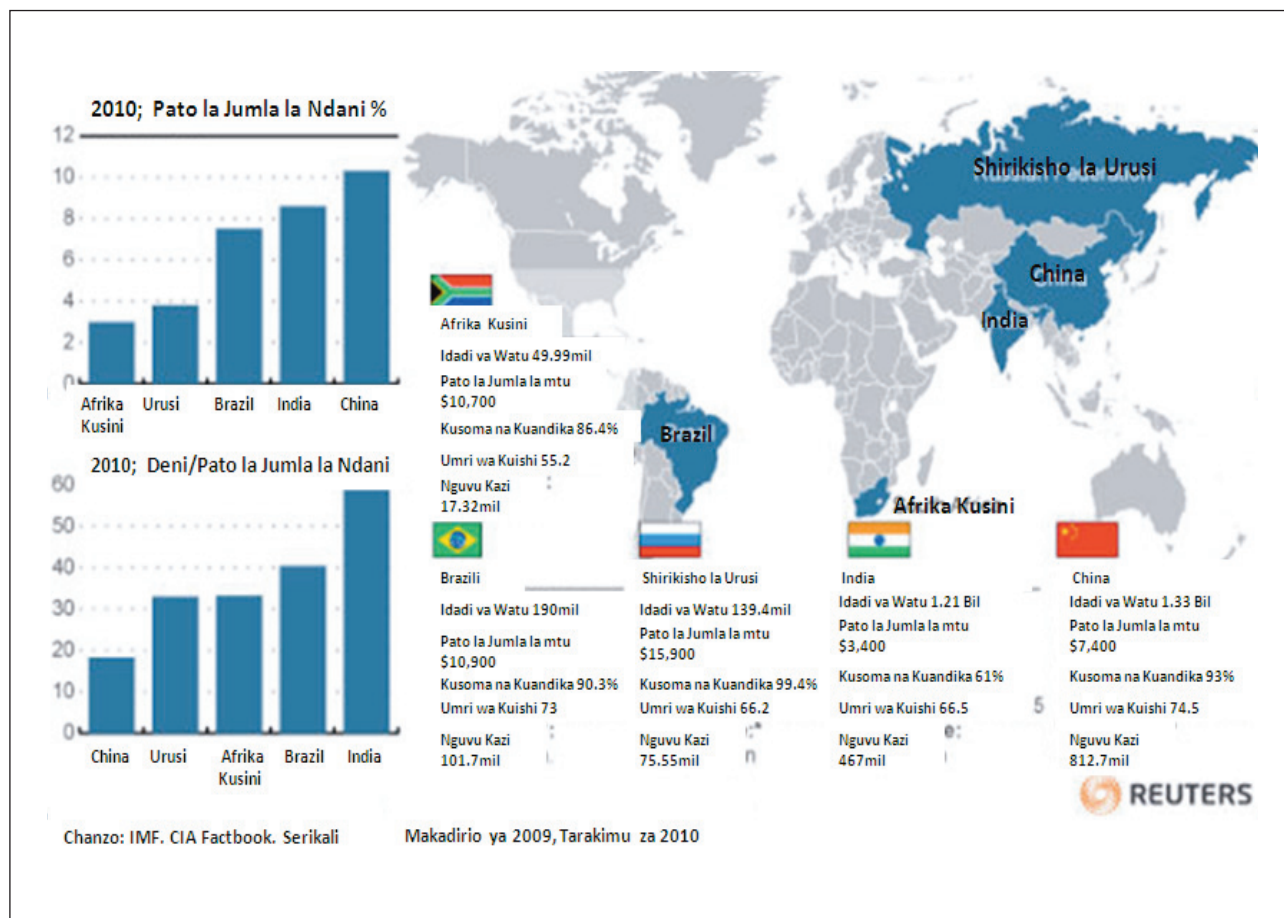 2010; Pato la Jumla la Ndani %
12
10
8
6
4
2
0
Afrika Kusini
Urusi
Brazil
India
China
2010; Deni/Pato la Jumla la Ndani
60
50
40
30
20
10
0
China
Urusi
Afrika Kusini
Brazil
India
Shirikisho la Urusi
China
India
Brazil
Afrika Kusini
Afrika Kusini
Idadi va Watu 49.99mil
Pato la Jumla la mtu
$10,700
Kusoma na Kuandika 86.4%
Umri wa Kuishi 55.2
Nguvu Kazi
17.32mil
Brazili
Idadi va Watu 190mil
Pato la Jumla la mtu
$10,900
Kusoma na Kuandika 90.3%
Umri wa Kuishi 73
Nguvu Kazi
101.7mil
Shirikisho la Urusi
Idadi va Watu 139.4mil
Pato la Jumla la mtu
$15,900
Kusoma na Kuandika 99.4%
Umri wa Kuishi 66.2
Nguvu Kazi
75.55mil
India
Idadi va Watu 1.21 Bil
Pato la Jumla la mtu
$3,400
Kusoma na Kuandika 61%
Umri wa Kuishi 66.5
Nguvu Kazi
467mil
China
Idadi va Watu 1.33 Bil
Pato la Jumla la mtu
$7,400
Kusoma na Kuandika 93%
Umri wa Kuishi 74.5
Nguvu Kazi
812.7mil
REUTERS
Chanzo: IMF. CIA Factbook. Serikali
Makadirio ya 2009, Tarakimu za 2010